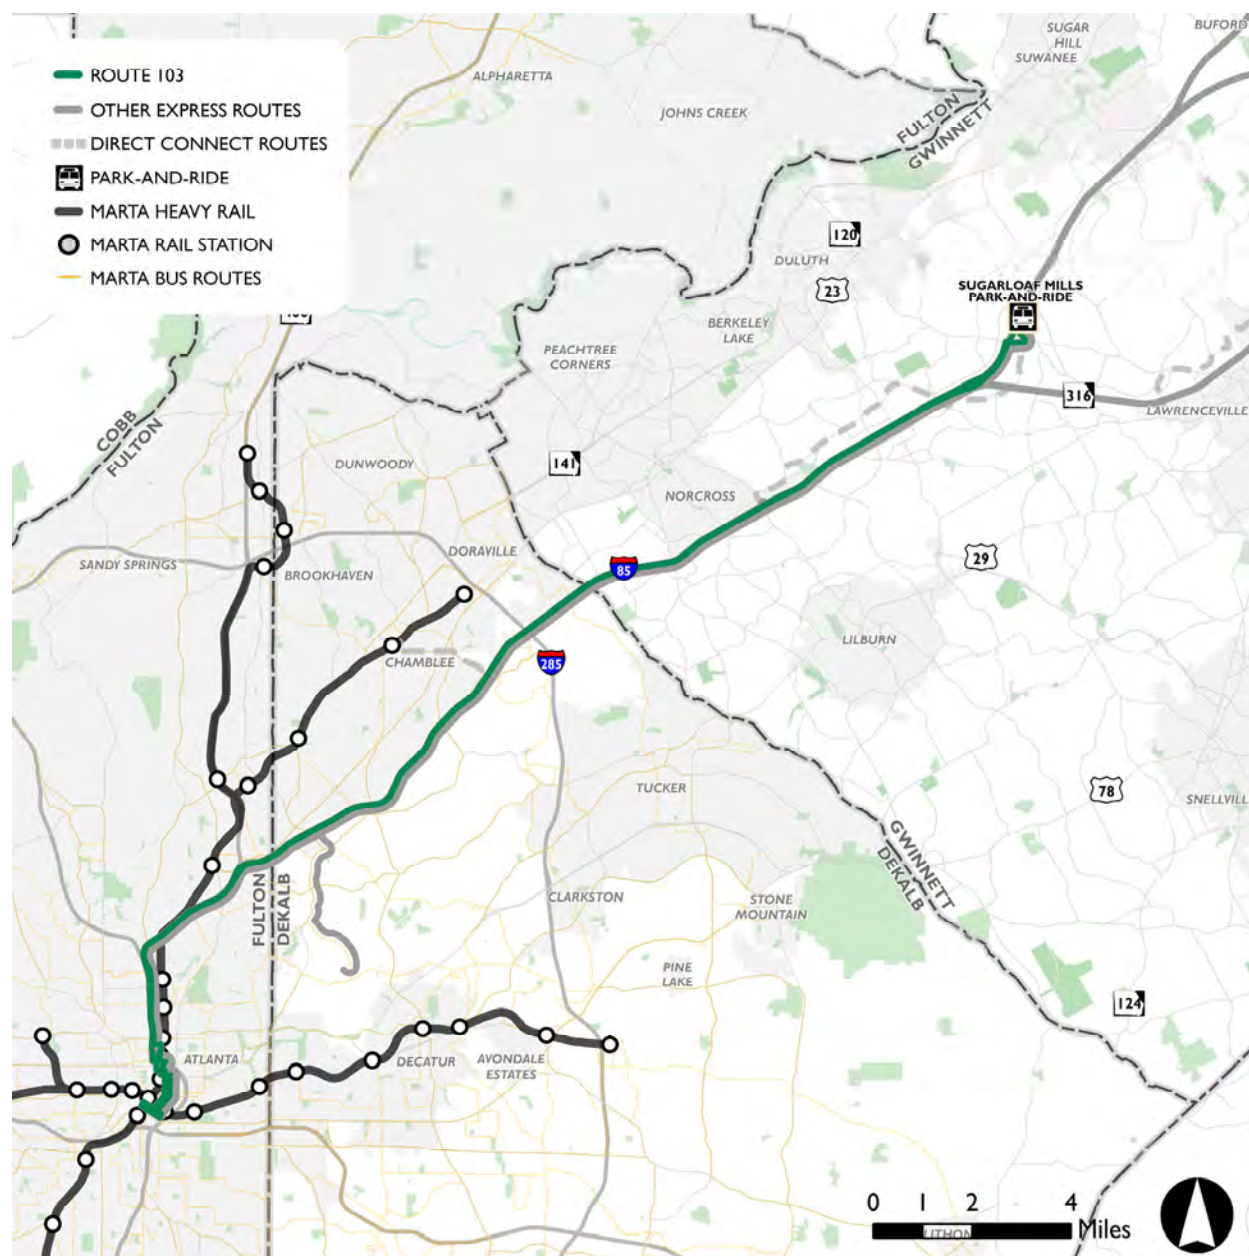 ROUTE 103
OTHER EXPRESS ROUTES
DIRECT CONNECT ROUTES
PARK-AND-RIDE
MARTA HEAVY RAIL
MARTA RAIL STATION
MARTA BUS ROUTES
BUFORD
SUGAR
HILL
SUWANEE
ALPHARETTA
JOHNS CREEK
FULTON
GWINNETT
120
DULUTH
23
SUGARLOAF MILLS
PARK-AND-RIDE
BERKELEY
LAKE
PEACHTREE
CORNERS
316
LAWRENCEVILLE
COBB
FULTON
DUNWOODY
141
NORCROSS
SANDY SPRINGS
BROOKHAVEN
DORAVILLE
85
29
LILBURN
CHAMBLEE
285
TUCKER
78
SNELLVILL
GWINNETT
DEKALB
FULTON
DEKALB
CLARKSTON
STONE
MOUNTAIN
PINE
LAKE
124
ATLANTA
DECATUR
AVONDALE
ESTATES
0 1 2 4
Miles
LITHON